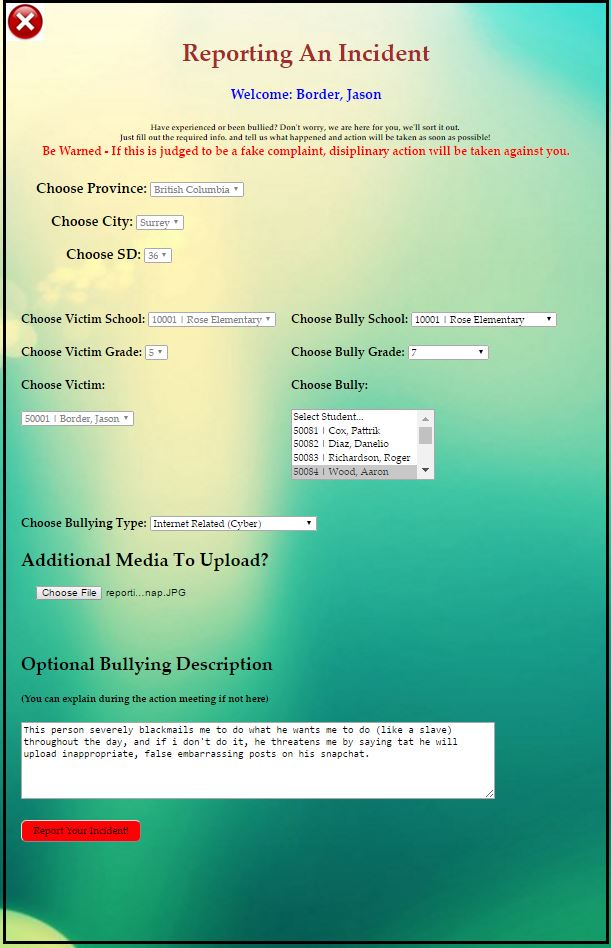 Reporting An Incident
Welcome: Border, Jason
Have experienced or been bullied? Don't worry, we are here for you, we'll sort it out.
Just fill out the required info. and tell us what happened and action will be taken as soon as possible!
Be Warned - If this is judged to be a fake complaint, disiplinary action will be taken against you.
Choose Province: British Columbia
Choose City: Surrey
Choose SD: 36
Choose Victim School: 10001 | Rose Elementary
Choose Bully School: 10001 | Rose Elementary
Choose Victim Grade: 5
Choose Bully Grade: 7
Choose Victim:
Choose Bully:
50001 | Border, Jason
Select Student...
50081 | Cox, Pattrik
50082 | Diaz, Danelio
50083 | Richardson, Roger
50084 | Wood, Aaron
Choose Bullying Type: Internet Related (Cyber)
Additional Media To Upload?
Choose File reporti...nap.JPG
Optional Bullying Description
(You can explain during the action meeting if not here)
This person severely blackmails me to do what he wants me to do (like a slave)
throughout the day, and if i don't do it, he threatens me by saying tat he will
upload inappropriate, false embarrassing posts on his snapchat.
Report Your Incident!